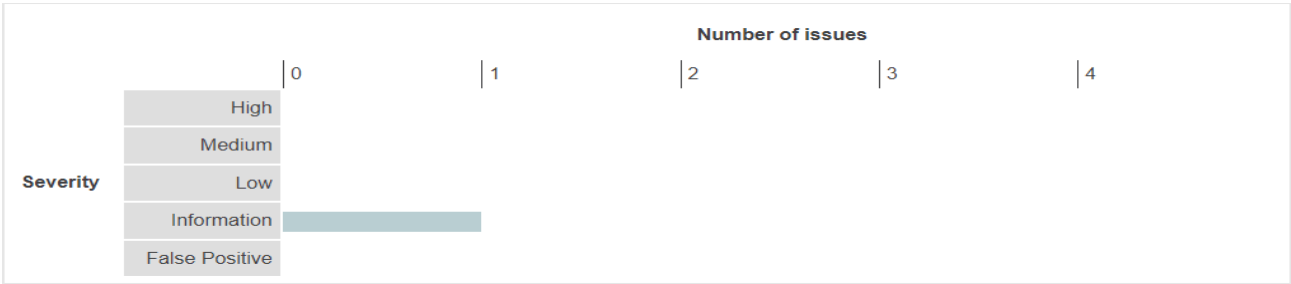 Number of issues
0 1 2 3 4
High
Medium
Severity Low
Information
False Positive